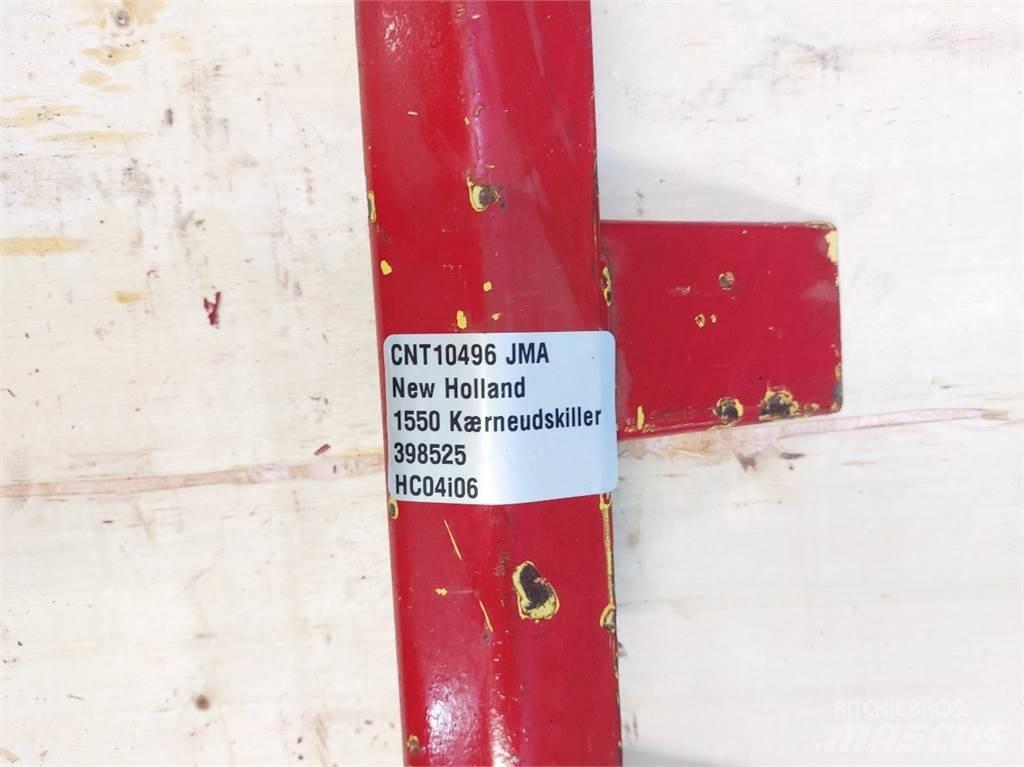 CNT10496 JMA
New Holland
1550 Kærneudskiller
398525
HC04i06
RITCHIE BROS.
MASCUS